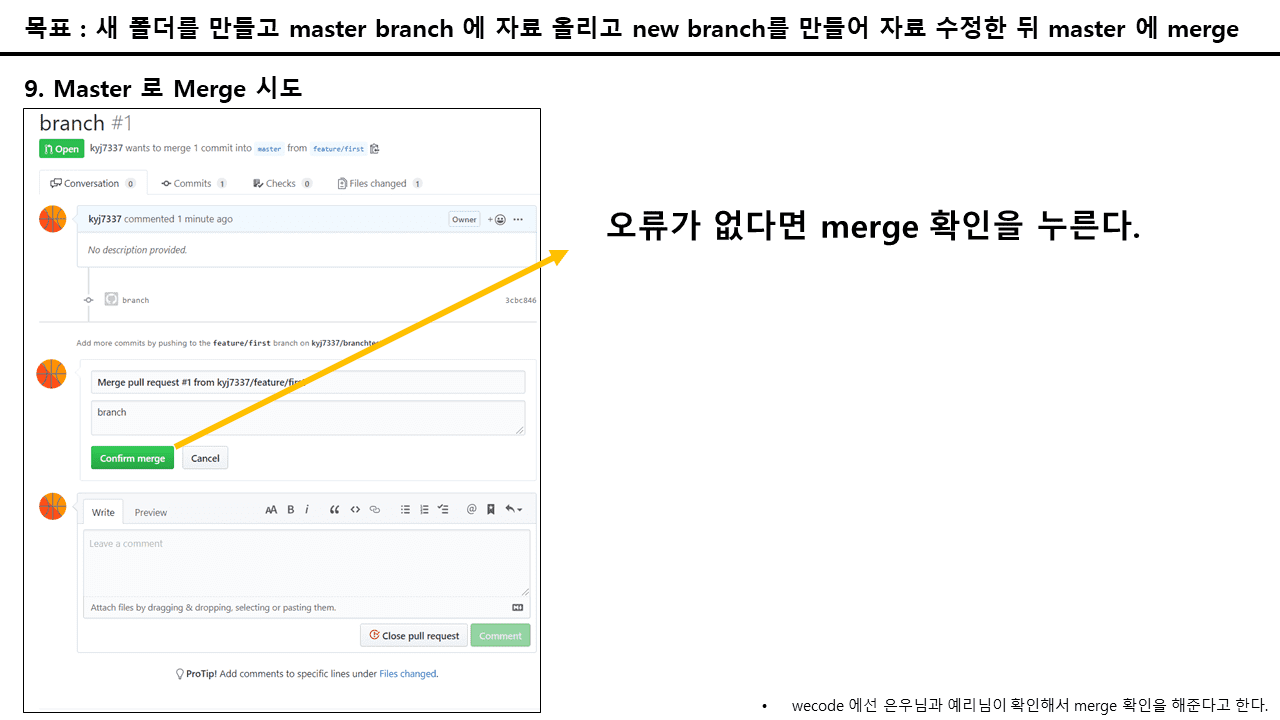 목표 : 새 폴더를 만들고 master branch 에 자료 올리고 new branch를 만들어 자료 수정한 뒤 master 에 merge
9. Master 로 Merge 시도
branch #1
Open kyj7337 wants to merge 1 commit into master from feature/first
Conversation 0 Commits 1 Checks 0 Files changed 1
kyj7337 commented 1 minute ago Owner
No description provided.
branch 3cbc846
Add more commits by pushing to the feature/first branch on kyj7337/branchtes
Merge pull request #1 from kyj7337/feature/first
branch
Confirm merge Cancel
Write Preview AA B i
Leave a comment
Attach files by dragging & dropping, selecting or pasting them.
Close pull request Comment
ProTip! Add comments to specific lines under Files changed.
오류가 없다면 merge 확인을 누른다.
• wecode 에선 은우님과 예리님이 확인해서 merge 확인을 해준다고 한다.